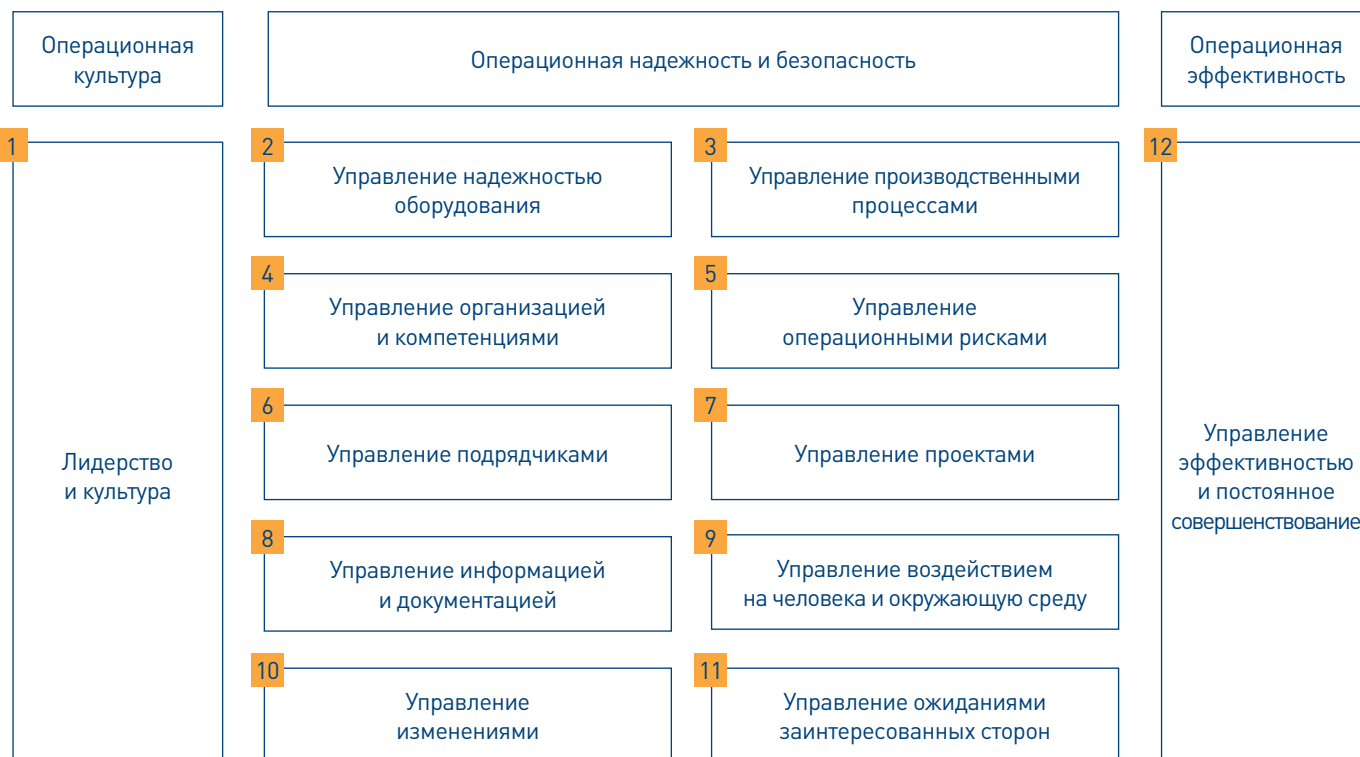 Операционная
культура
Операционная надежность и безопасность
Операционная
эффективность
1
Лидерство
и культура
2
Управление надежностью
оборудования
3
Управление производственными
процессами
4
Управление организацией
и компетенциями
5
Управление
операционными рисками
6
Управление подрядчиками
7
Управление проектами
8
Управление информацией
и документацией
9
Управление воздействием
на человека и окружающую среду
10
Управление
изменениями
11
Управление ожиданиями
заинтересованных сторон
12
Управление
эффективностью
и постоянное
совершенствование